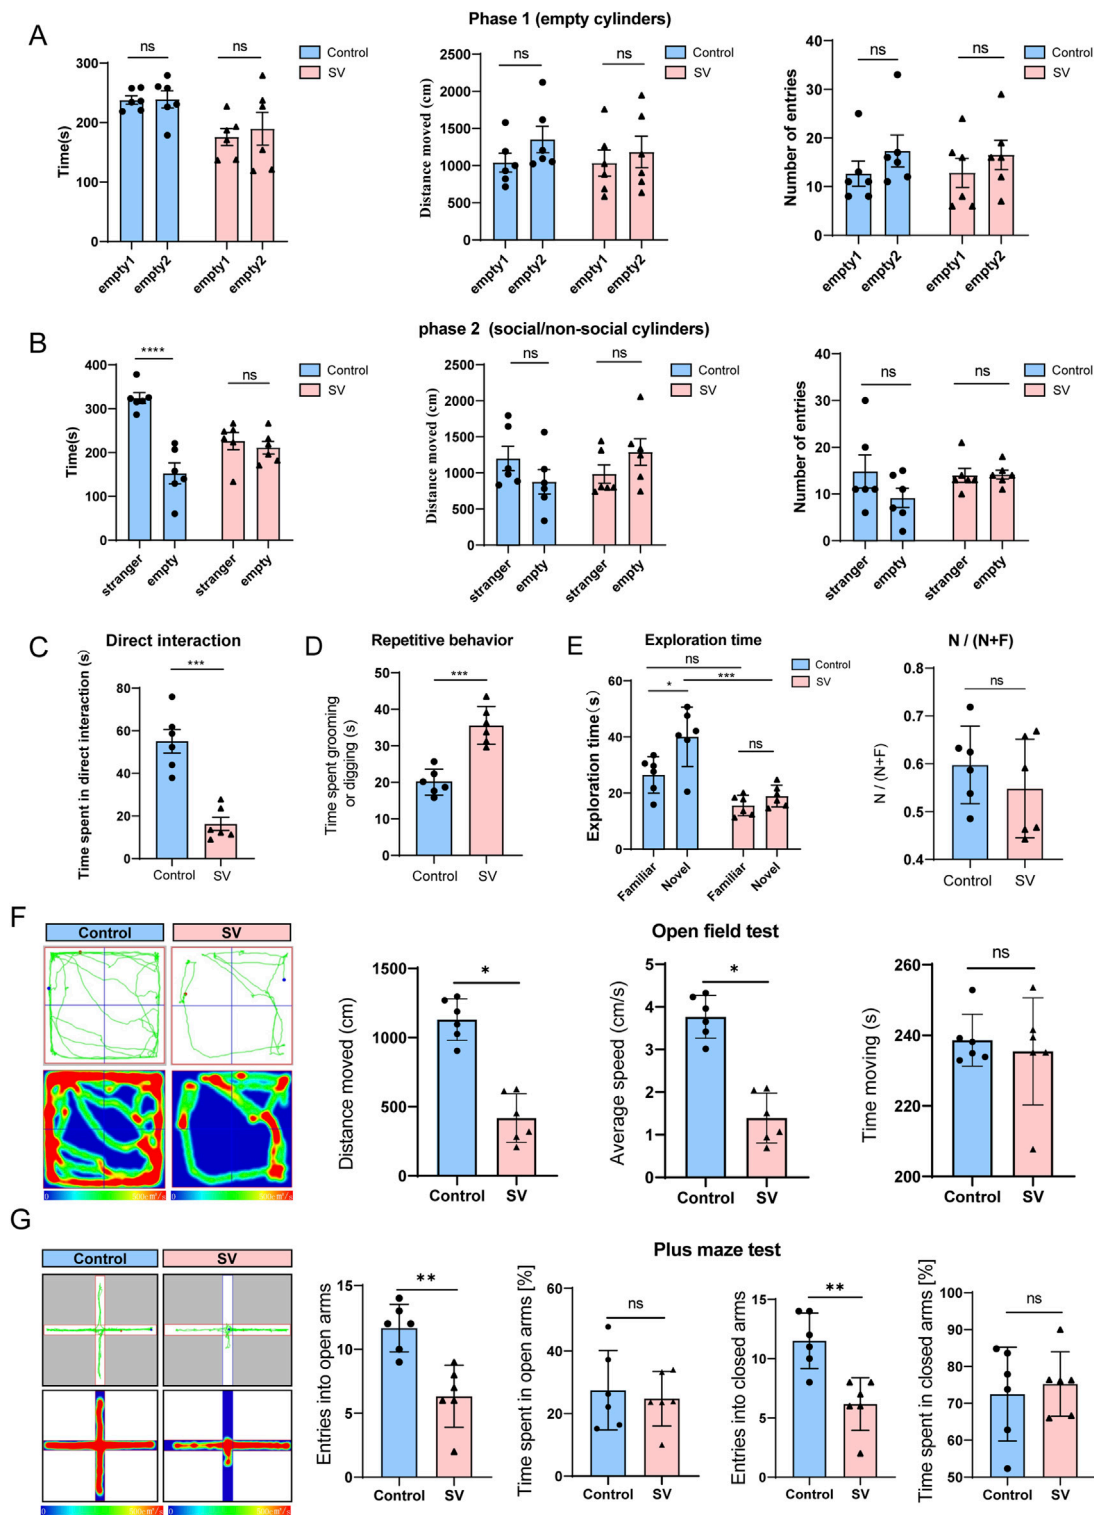 Phase 1 (empty cylinders)
A
ns
ns
Control
SV
Time(s)
300
200
100
0
empty1
empty2
empty1
empty2
ns
ns
Control
SV
Distance moved (cm)
2500
2000
1500
1000
500
0
empty1
empty2
empty1
empty2
ns
ns
Control
SV
Number of entries
40
30
20
10
0
empty1
empty2
empty1
empty2
phase 2 (social/non-social cylinders)
B
****
ns
Control
SV
Time(s)
400
300
200
100
0
stranger
empty
stranger
empty
ns
ns
Control
SV
Distance moved (cm)
2500
2000
1500
1000
500
0
stranger
empty
stranger
empty
ns
ns
Control
SV
Number of entries
40
30
20
10
0
stranger
empty
stranger
empty
C
Direct interaction
***
Time spent in direct interaction (s)
80
60
40
20
0
Control
SV
D
Repetitive behavior
***
Time spent grooming
or digging (s)
50
40
30
20
10
0
Control
SV
E
Exploration time
ns
*
***
ns
Control
SV
Exploration time(s)
60
40
20
0
Familiar
Novel
Familiar
Novel
N / (N+F)
ns
N / (N+F)
0.8
0.7
0.6
0.5
0.4
Control
SV
F
Control
SV
0
500cm²/s
0
500cm²/s
Open field test
*
Distance moved (cm)
1500
1000
500
0
Control
SV
*
Average speed (cm/s)
5
4
3
2
1
0
Control
SV
ns
Time moving (s)
260
240
220
200
Control
SV
G
Control
SV
0
0
Plus maze test
**
Entries into open arms
15
10
5
0
Control
SV
ns
Time spent in open arms [%]
60
40
20
0
Control
SV
**
Entries into closed arms
15
10
5
0
Control
SV
ns
Time spent in closed arms [%]
100
90
80
70
60
50
Control
SV